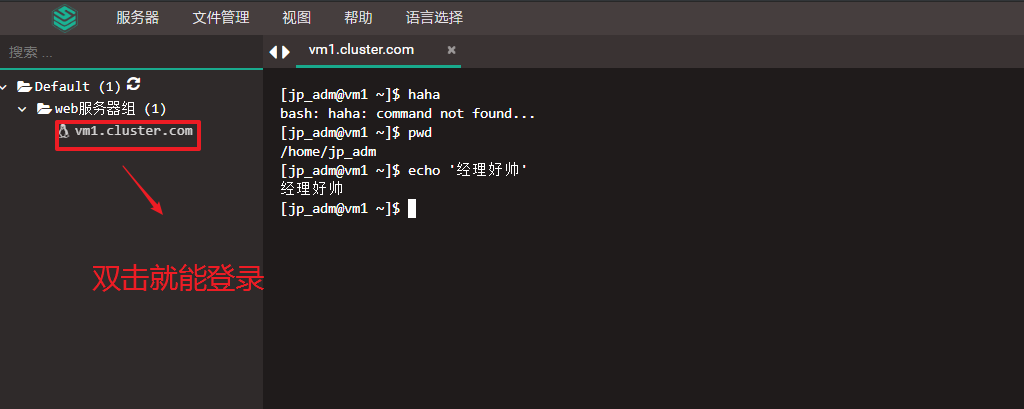 服务器 文件管理 视图 帮助 语言选择
搜索 ...
vm1.cluster.com ×
Default (1)
web服务器组 (1)
vm1.cluster.com
双击就能登录
[jp_adm@vm1 ~]$ haha
bash: haha: command not found...
[jp_adm@vm1 ~]$ pwd
/home/jp_adm
[jp_adm@vm1 ~]$ echo '经理好帅'
经理好帅
[jp_adm@vm1 ~]$